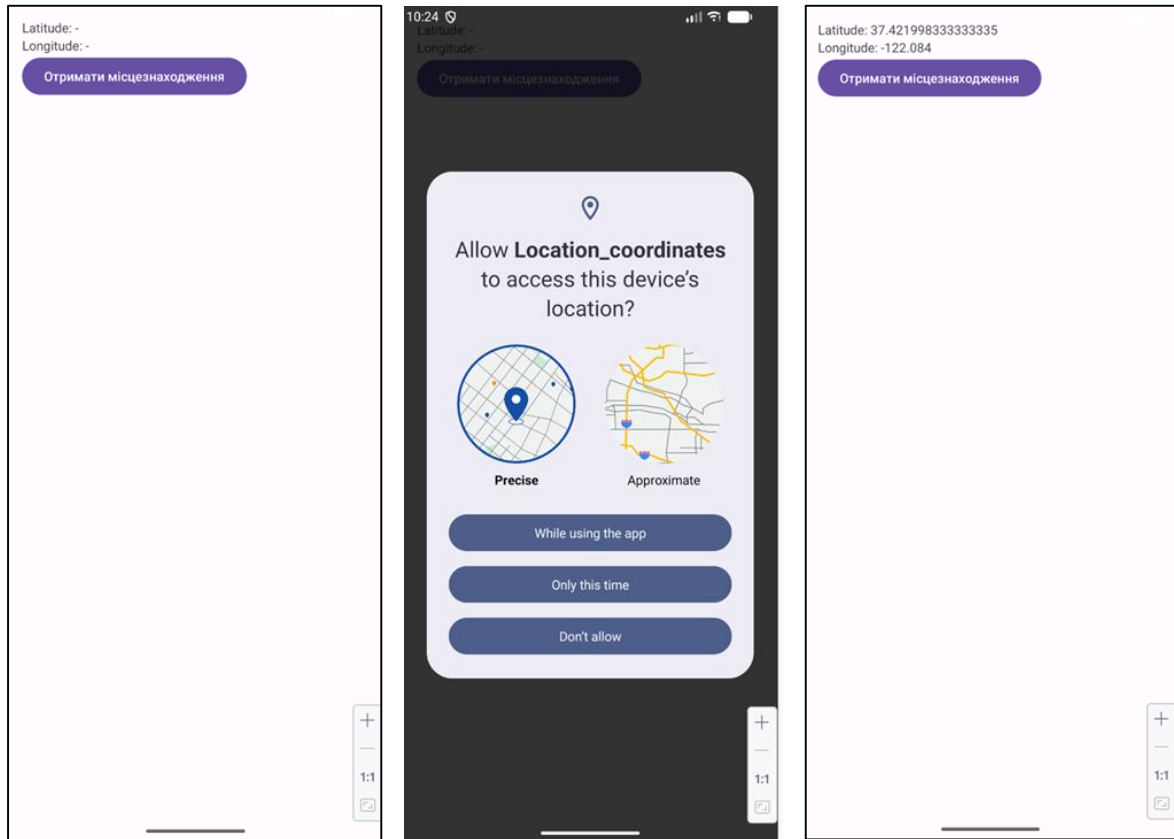 Latitude: -
Longitude: -
Отримати місцезнаходження
1:1
10:24
Latitude: -
Longitude: -
Отримати місцезнаходження
Allow Location_coordinates
to access this device's
location?
Precise
Approximate
While using the app
Only this time
Don't allow
1:1
Latitude: 37.421998333333335
Longitude: -122.084
Отримати місцезнаходження
1:1